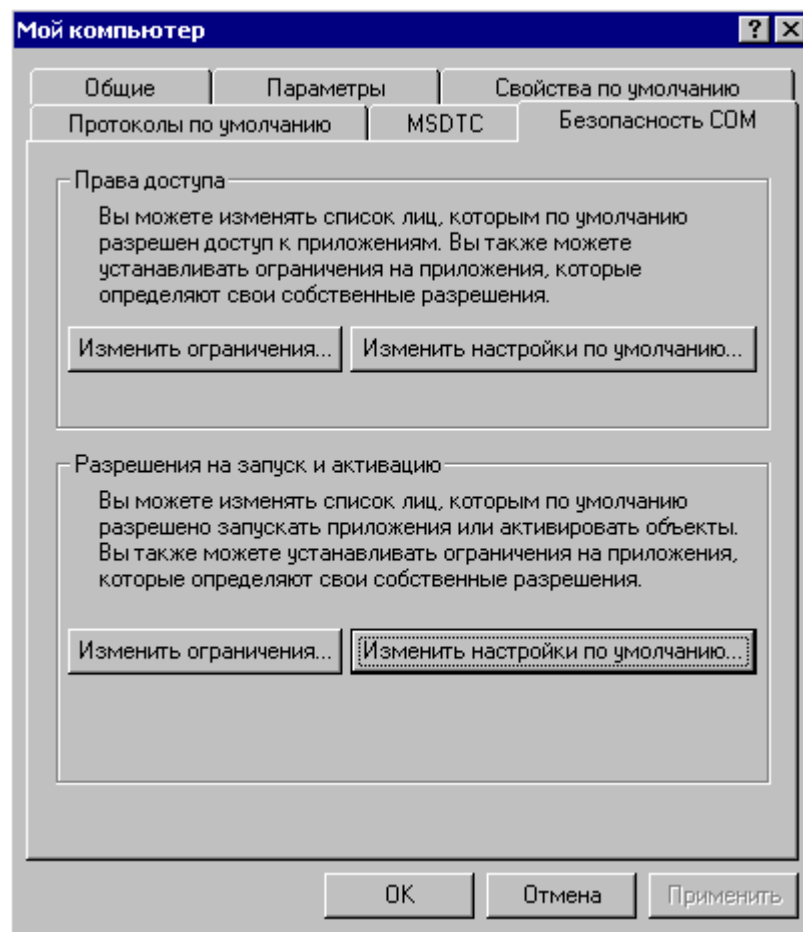 Мой компьютер
Общие
Параметры
Свойства по умолчанию
Протоколы по умолчанию
MSDTC
Безопасность COM
Права доступа
Вы можете изменять список лиц, которым по умолчанию
разрешен доступ к приложениям. Вы также можете
устанавливать ограничения на приложения, которые
определяют свои собственные разрешения.
Изменить ограничения...
Изменить настройки по умолчанию...
Разрешения на запуск и активацию
Вы можете изменять список лиц, которым по умолчанию
разрешено запускать приложения или активировать объекты.
Вы также можете устанавливать ограничения на приложения,
которые определяют свои собственные разрешения.
Изменить ограничения...
Изменить настройки по умолчанию...
OK
Отмена
Применить